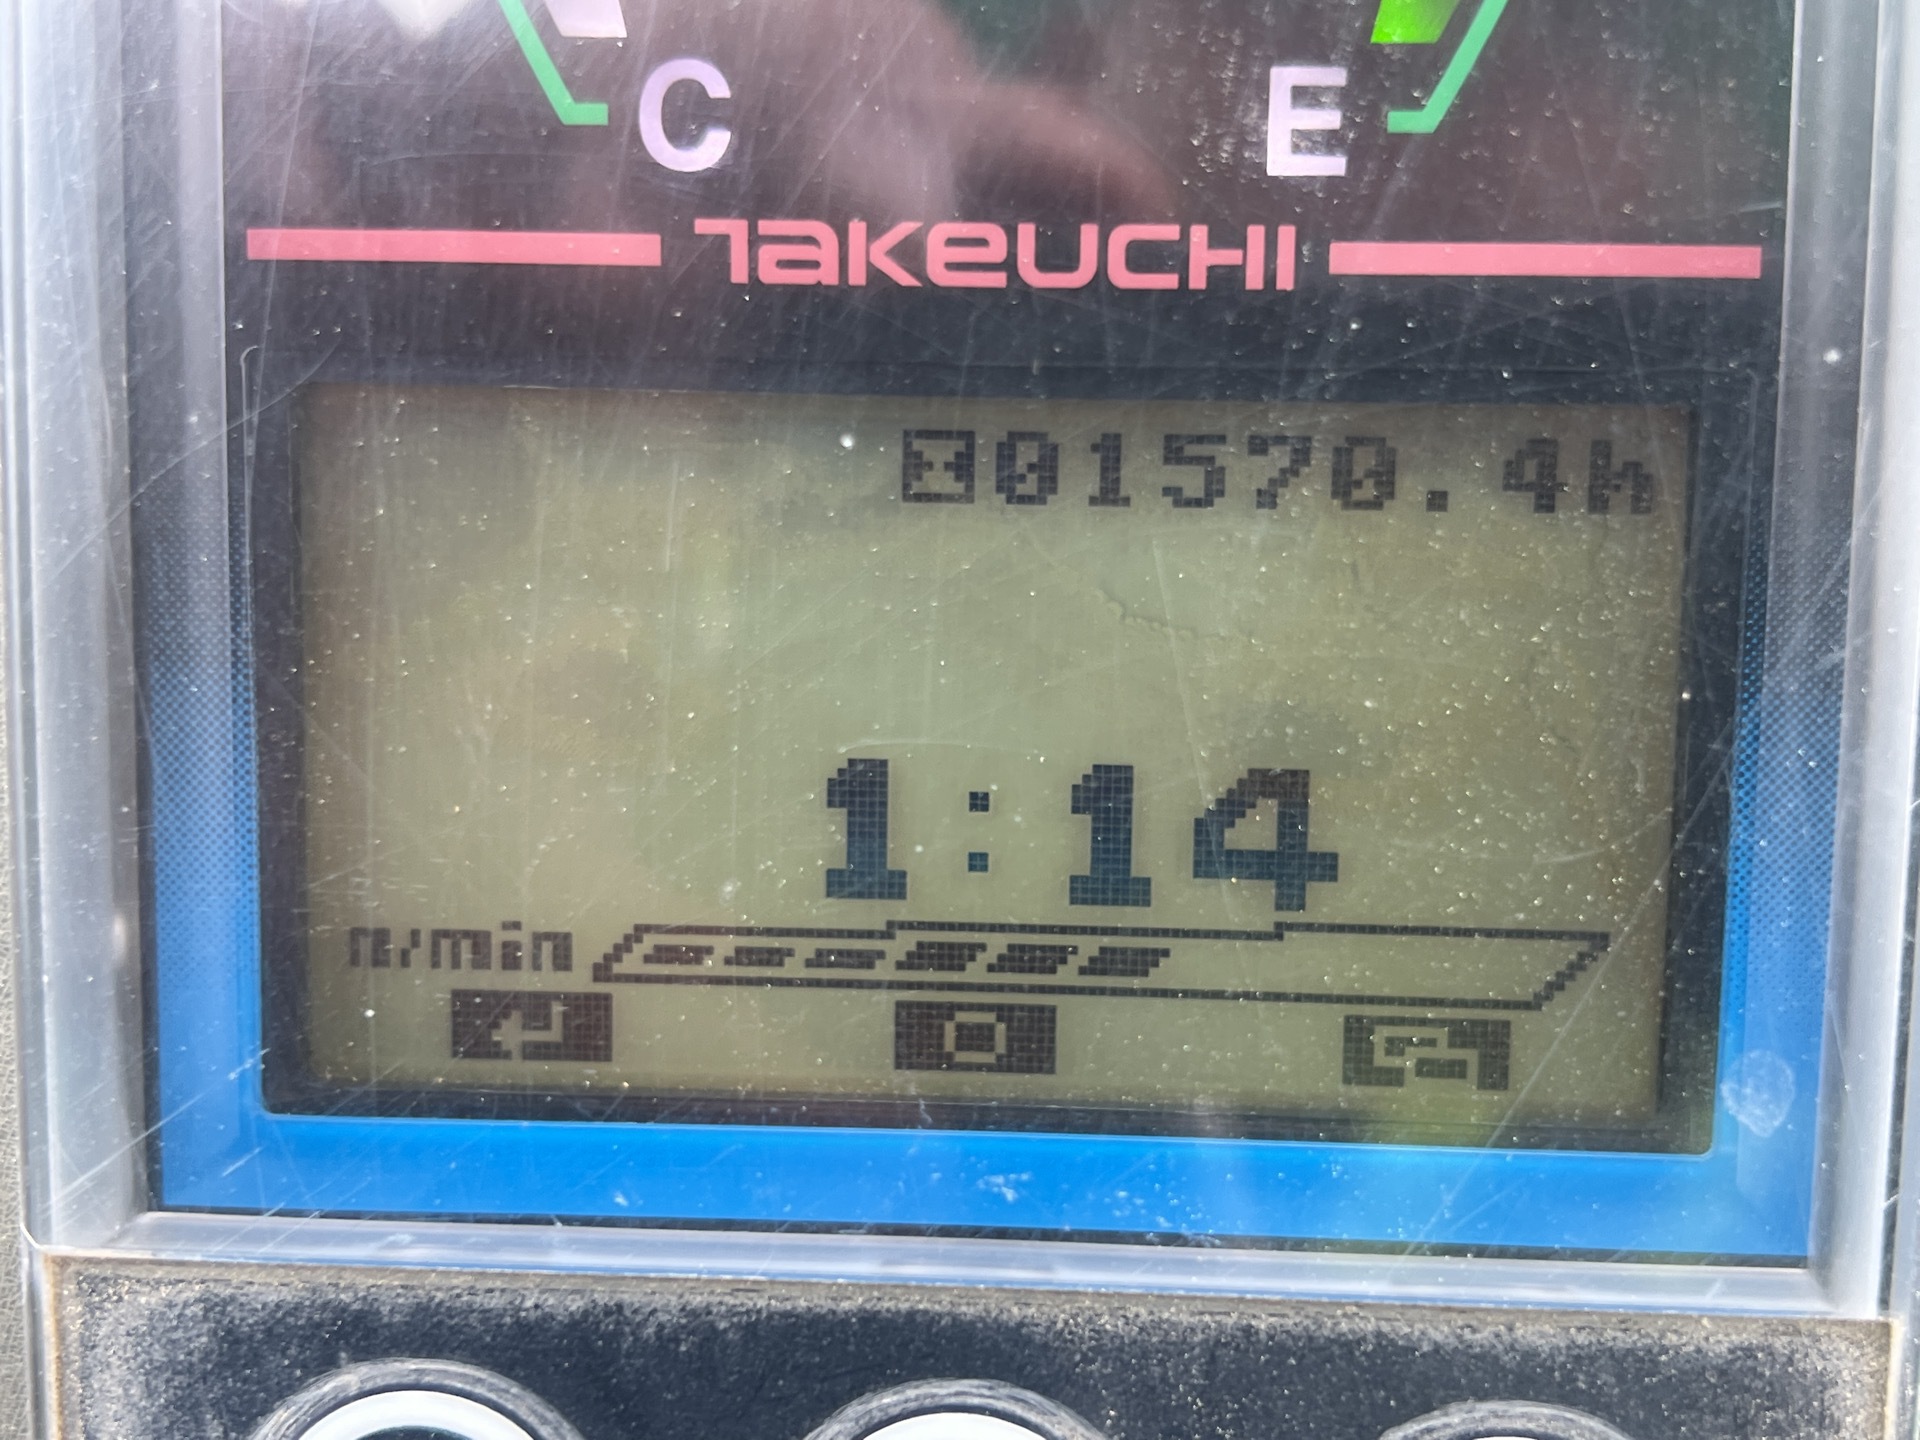 C E
TAKEUCHI
01570.4h
1:14
n/min